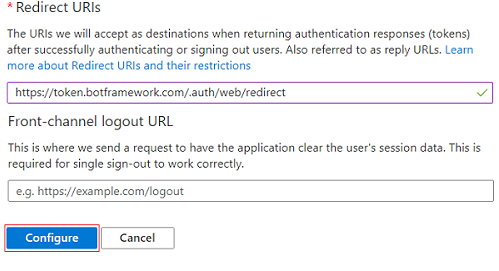 * Redirect URIs
The URIs we will accept as destinations when returning authentication responses (tokens)
after successfully authenticating or signing out users. Also referred to as reply URLs. Learn
more about Redirect URIs and their restrictions
https://token.botframework.com/.auth/web/redirect
Front-channel logout URL
This is where we send a request to have the application clear the user's session data. This is
required for single sign-out to work correctly.
e.g. https://example.com/logout
Configure Cancel